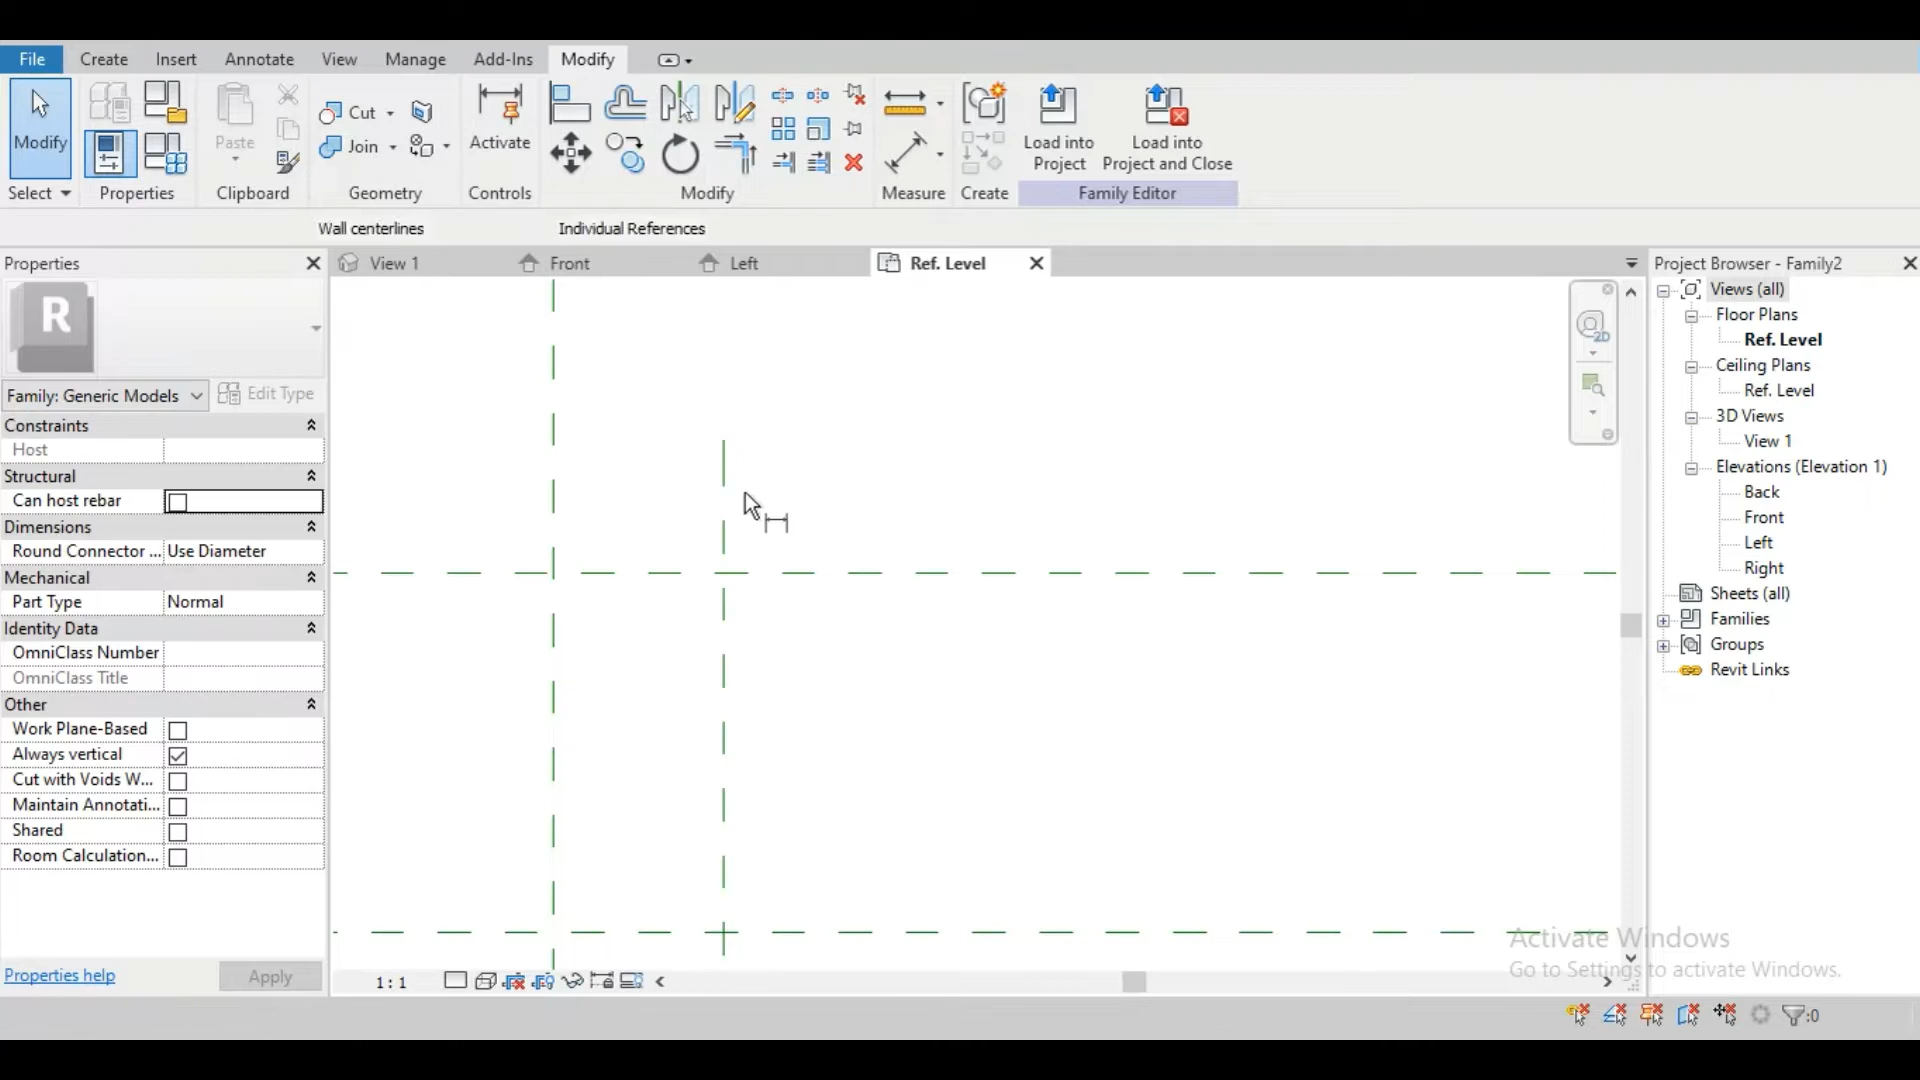 File Create Insert Annotate View Manage Add-Ins Modify
Modify
Paste
Cut
Join
Activate
Load into Project
Load into Project and Close
Select Properties Clipboard Geometry Controls Modify Measure Create Family Editor
Wall centerlines Individual References
Properties
View 1 Front Left Ref. Level
Project Browser - Family2
R
Family: Generic Models Edit Type
Constraints
Host
Structural
Can host rebar
Dimensions
Round Connector ... Use Diameter
Mechanical
Part Type Normal
Identity Data
OmniClass Number
OmniClass Title
Other
Work Plane-Based
Always vertical
Cut with Voids W...
Maintain Annotati...
Shared
Room Calculation...
Properties help Apply
2D
Views (all)
Floor Plans
Ref. Level
Ceiling Plans
Ref. Level
3D Views
View 1
Elevations (Elevation 1)
Back
Front
Left
Right
Sheets (all)
Families
Groups
Revit Links
1 : 1
Activate Windows
Go to Settings to activate Windows.
:0